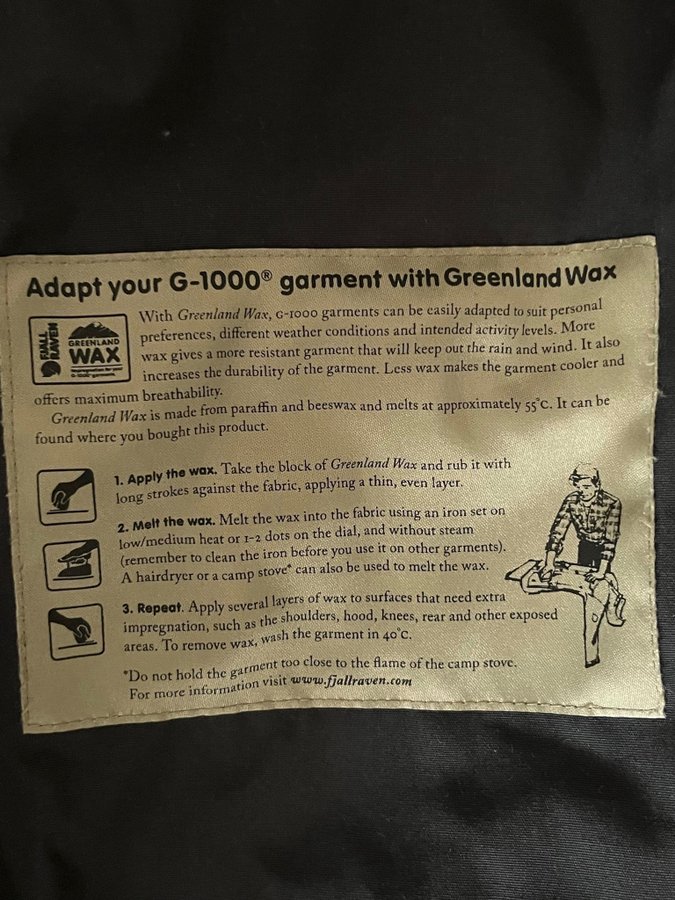 Adapt your G-1000® garment with Greenland Wax
FJALL
RAVEN
GREENLAND
WAX
With Greenland Wax, G-1000 garments can be easily adapted to suit personal
preferences, different weather conditions and intended activity levels. More
wax gives a more resistant garment that will keep out the rain and wind. It also
increases the durability of the garment. Less wax makes the garment cooler and
offers maximum breathability.
Greenland Wax is made from paraffin and beeswax and melts at approximately 55°C. It can be
found where you bought this product.
1. Apply the wax. Take the block of Greenland Wax and rub it with
long strokes against the fabric, applying a thin, even layer.
2. Melt the wax. Melt the wax into the fabric using an iron set on
low/medium heat or 1-2 dots on the dial, and without steam
(remember to clean the iron before you use it on other garments).
A hairdryer or a camp stove* can also be used to melt the wax.
3. Repeat. Apply several layers of wax to surfaces that need extra
impregnation, such as the shoulders, hood, knees, rear and other exposed
areas. To remove wax, wash the garment in 40°C.
*Do not hold the garment too close to the flame of the camp stove.
For more information visit www.fjallraven.com